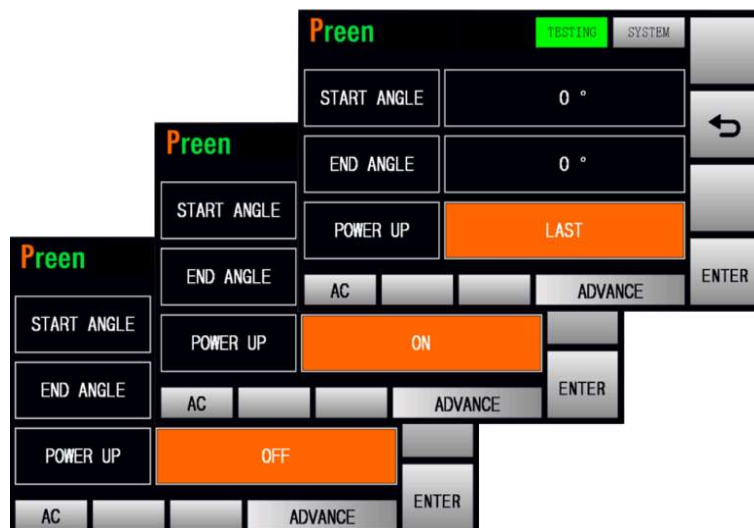 Preen TESTING SYSTEM
START ANGLE 0 °
END ANGLE 0 °
POWER UP LAST
AC ADVANCE ENTER
Preen
START ANGLE
END ANGLE
POWER UP ON
AC ADVANCE ENTER
Preen
START ANGLE
END ANGLE
POWER UP OFF
AC ADVANCE ENTER